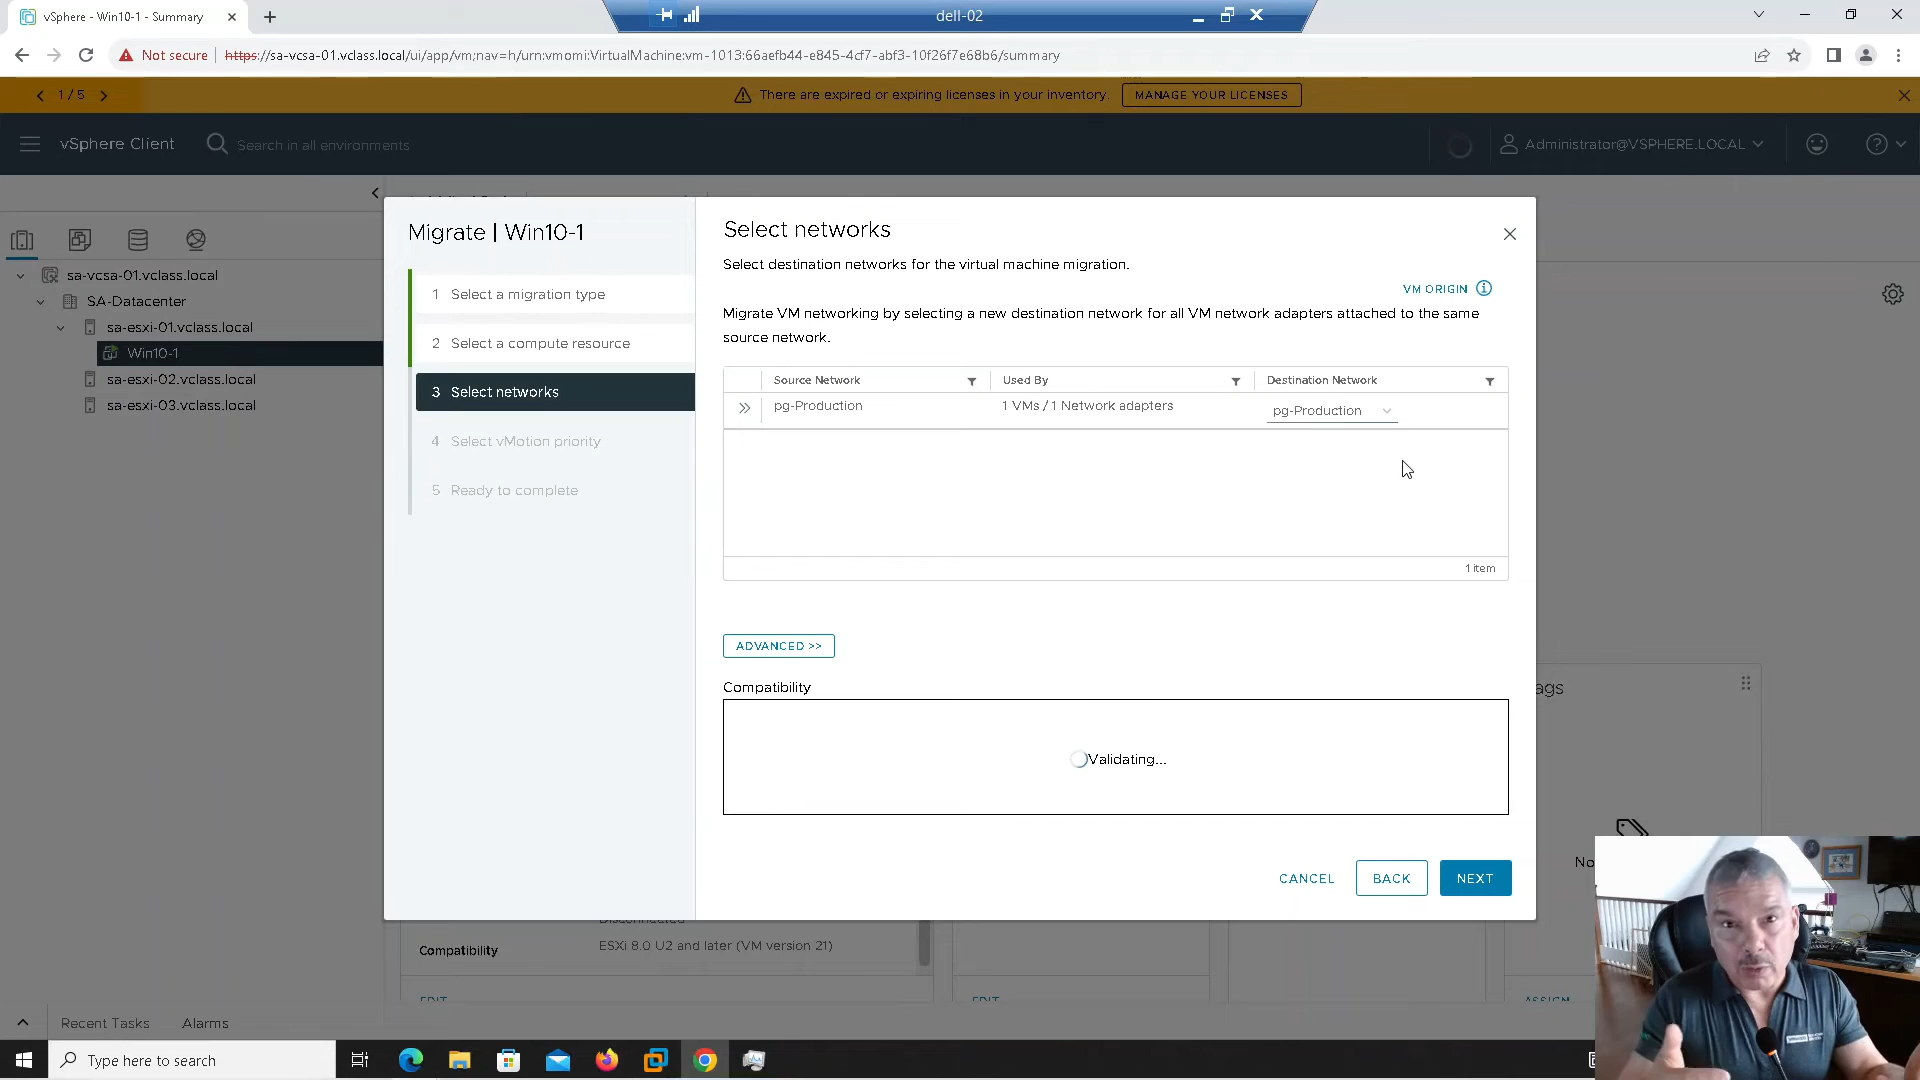 vSphere - Win10-1 - Summary
dell-02
Not secure
https://sa-vcsa-01.vclass.local/ui/app/vm;nav=h/urn:vmomi:VirtualMachine:vm-1013:66aefb44-e845-4cf7-abf3-10f26f7e68b6/summary
1 / 5
There are expired or expiring licenses in your inventory.
MANAGE YOUR LICENSES
vSphere Client
Search in all environments
Administrator@VSPHERE.LOCAL
sa-vcsa-01.vclass.local
SA-Datacenter
sa-esxi-01.vclass.local
Win10-1
sa-esxi-02.vclass.local
sa-esxi-03.vclass.local
Migrate | Win10-1
1 Select a migration type
2 Select a compute resource
3 Select networks
4 Select vMotion priority
5 Ready to complete
Select networks
Select destination networks for the virtual machine migration.
VM ORIGIN
Migrate VM networking by selecting a new destination network for all VM network adapters attached to the same
source network.
Source Network Used By Destination Network
pg-Production 1 VMs / 1 Network adapters pg-Production
1 item
ADVANCED >>
Compatibility
Validating...
CANCEL BACK NEXT
Disconnected
Compatibility ESXi 8.0 U2 and later (VM version 21)
EDIT
EDIT
ags
No
ASSIGN
Recent Tasks Alarms
Type here to search